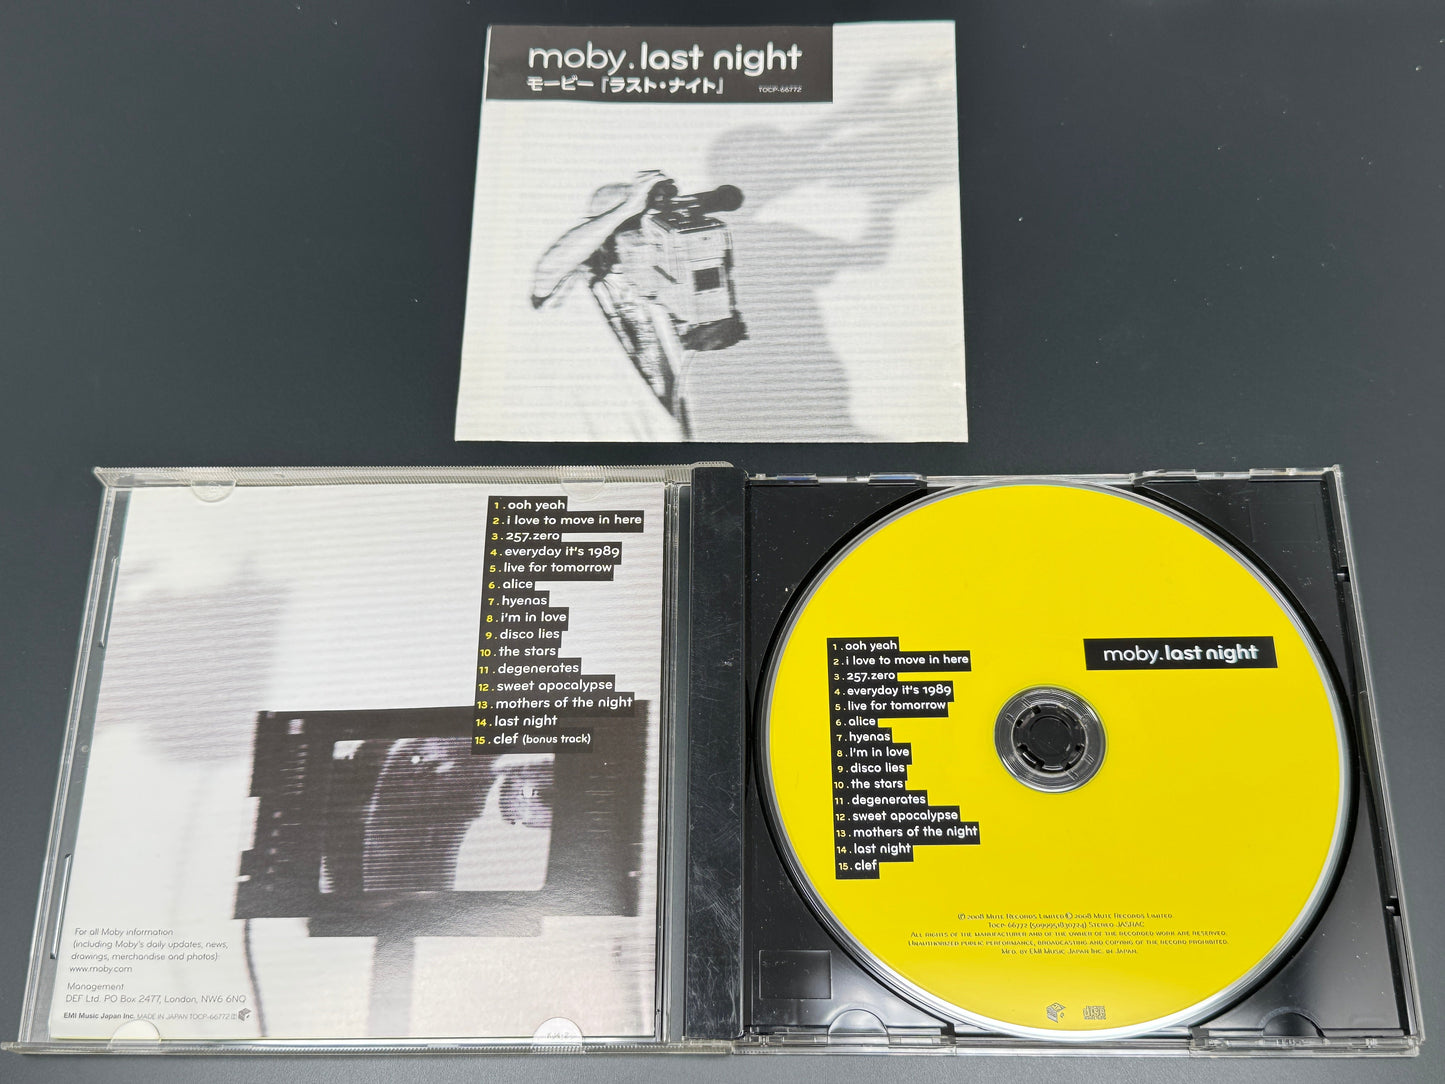 moby.last night
モービー『ラスト・ナイト』
TOCP-66772
1.ooh yeah
2.i love to move in here
3.257.zero
4.everyday it's 1989
5.live for tomorrow
6.alice
7.hyenas
8.i'm in love
9.disco lies
10.the stars
11.degenerates
12.sweet apocalypse
13.mothers of the night
14.last night
15.clef (bonus track)
For all Moby information
(including Moby's daily updates, news,
drawings, merchandise and photos):
www.moby.com
Management
DEF Ltd. PO Box 2477, London, NW6 6NQ
EMI Music Japan Inc. MADE IN JAPAN TOCP-66772
1.ooh yeah
2.i love to move in here
3.257.zero
4.everyday it's 1989
5.live for tomorrow
6.alice
7.hyenas
8.i'm in love
9.disco lies
10.the stars
11.degenerates
12.sweet apocalypse
13.mothers of the night
14.last night
15.clef
moby.last night
℗ 2008 Mute Records Limited © 2008 Mute Records Limited.
TOCP-66772 (5099951830724) Stereo JASRAC
All rights of the manufacturer and of the owner of the recorded work are reserved.
Unauthorized public performance, broadcasting and copying of the record prohibited.
Mfd. by EMI Music Japan Inc. in Japan.